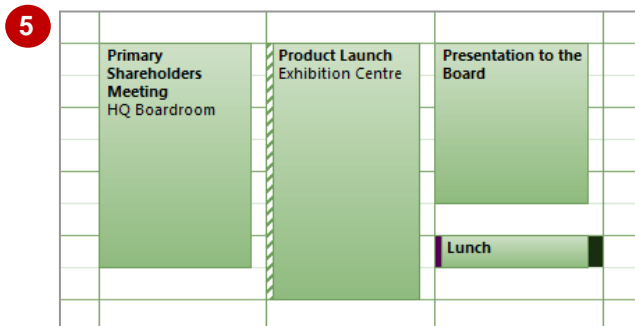 5
Primary
Shareholders
Meeting
HQ Boardroom
Product Launch
Exhibition Centre
Presentation to the
Board
Lunch